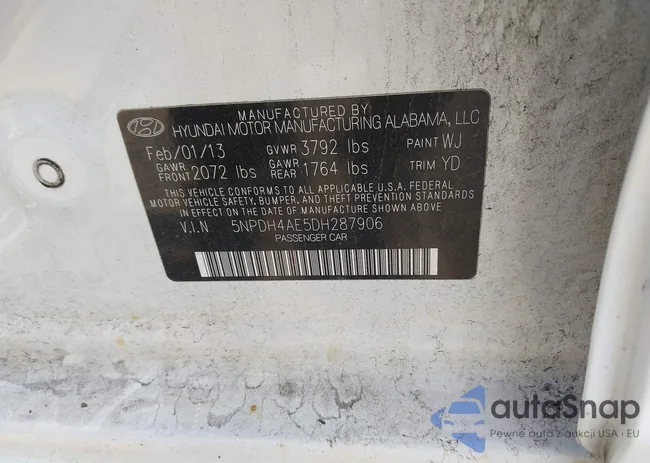 MANUFACTURED BY
HYUNDAI MOTOR MANUFACTURING ALABAMA, LLC
Feb/01/13 GVWR 3792 lbs PAINT WJ
GAWR FRONT 2072 lbs GAWR REAR 1764 lbs TRIM YD
THIS VEHICLE CONFORMS TO ALL APPLICABLE U.S.A. FEDERAL
MOTOR VEHICLE SAFETY, BUMPER, AND THEFT PREVENTION STANDARDS
IN EFFECT ON THE DATE OF MANUFACTURE SHOWN ABOVE.
V.I.N 5NPDH4AE5DH287906
PASSENGER CAR
autoSnap
Pewne auto z aukcji USA i EU